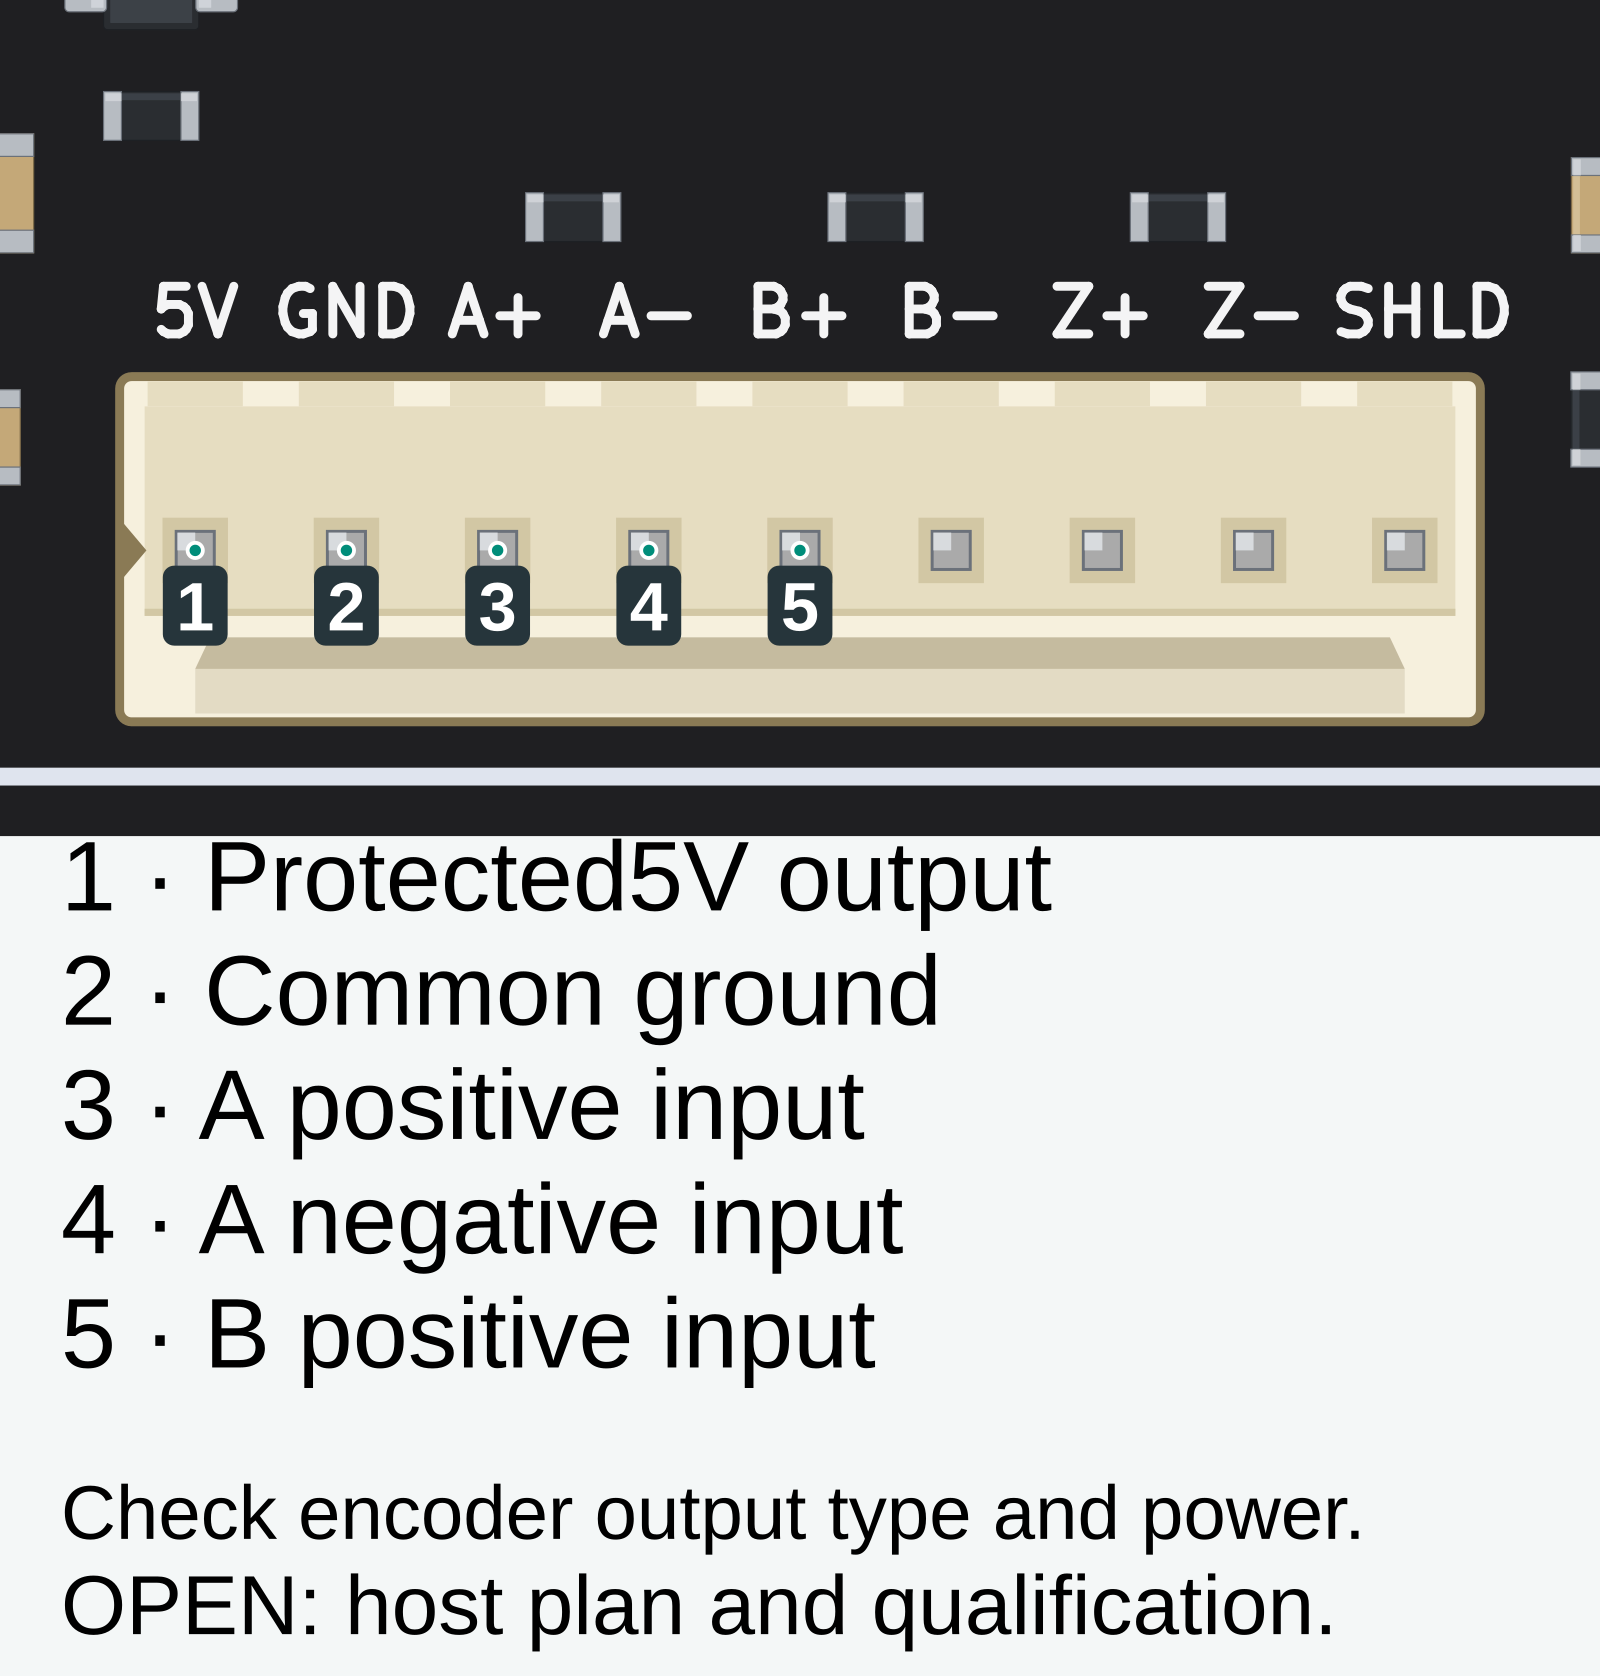 5V GND A+ A- B+ B- Z+ Z- SHLD
1 2 3 4 5
1 · Protected5V output
2 · Common ground
3 · A positive input
4 · A negative input
5 · B positive input
Check encoder output type and power.
OPEN: host plan and qualification.